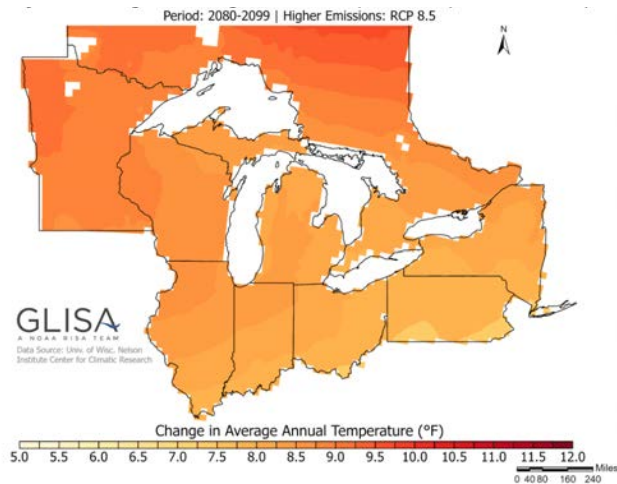 Period: 2080-2099 | Higher Emissions: RCP 8.5
N
GLISA
A NOAA RISA TEAM
Data Source: Univ. of Wisc. Nelson
Institute Center for Climatic Research
Change in Average Annual Temperature (°F)
5.0 5.5 6.0 6.5 7.0 7.5 8.0 8.5 9.0 9.5 10.0 10.5 11.0 11.5 12.0
0 40 80 160 240